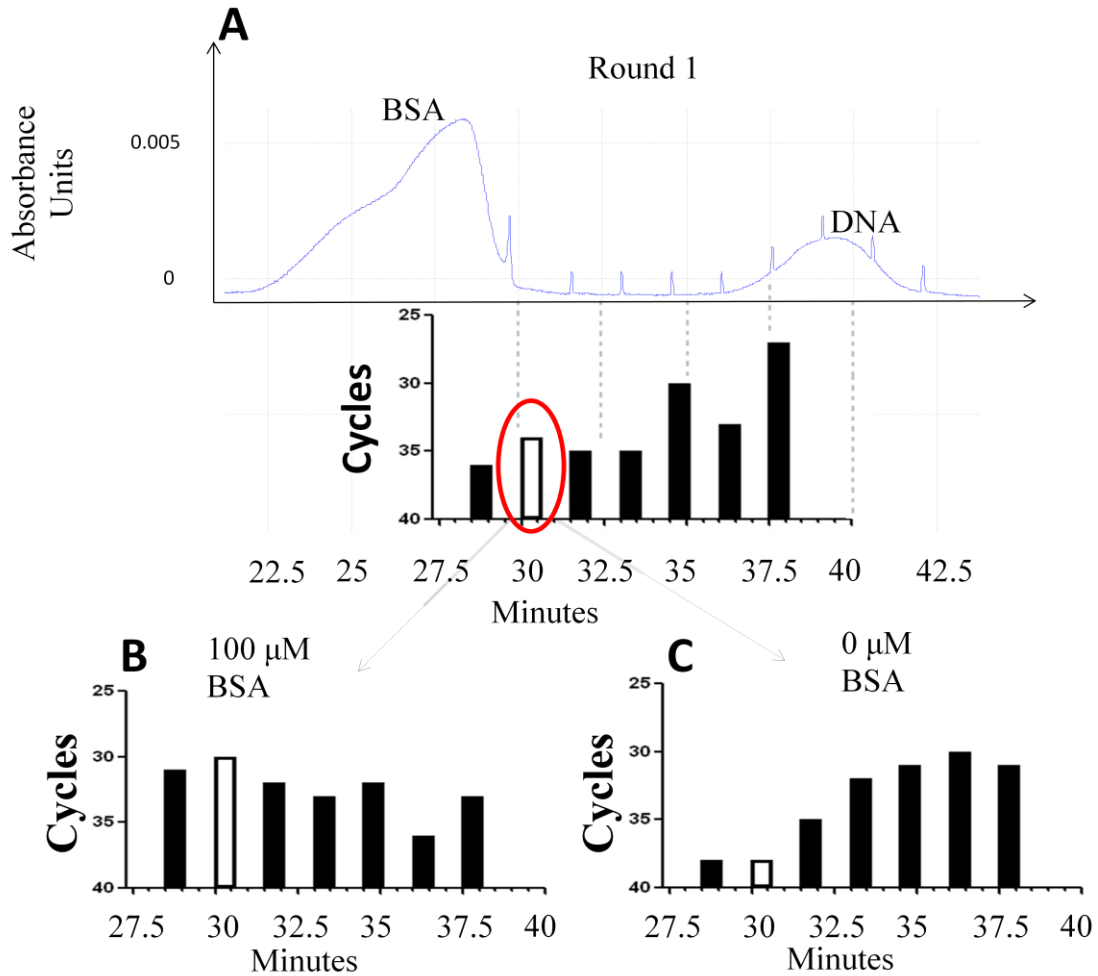 A
Round 1
BSA
DNA
Absorbance
Units
0.005
0
25
30
35
40
Cycles
22.5 25 27.5 30 32.5 35 37.5 40 42.5
Minutes
B
100 μM
BSA
25
30
35
40
Cycles
27.5 30 32.5 35 37.5 40
Minutes
C
0 μM
BSA
25
30
35
40
Cycles
27.5 30 32.5 35 37.5 40
Minutes